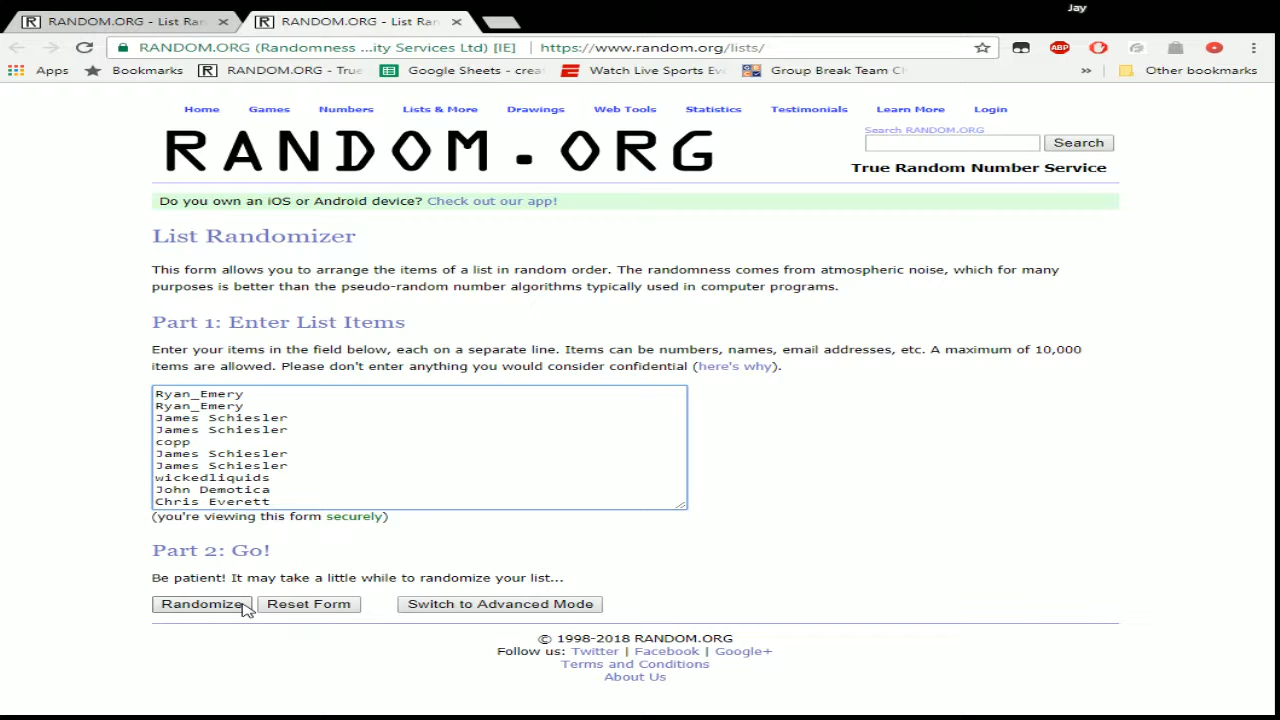 Jay
RANDOM.ORG - List Ra
RANDOM.ORG - List Ra
RANDOM.ORG (Randomness ...ity Services Ltd) [IE] https://www.random.org/lists/
ABP
Apps Bookmarks RANDOM.ORG - True Google Sheets - crea Watch Live Sports Ev Group Break Team C » Other bookmarks
Home Games Numbers Lists & More Drawings Web Tools Statistics Testimonials Learn More Login
RANDOM.ORG
Search RANDOM.ORG
Search
True Random Number Service
Do you own an iOS or Android device? Check out our app!
List Randomizer
This form allows you to arrange the items of a list in random order. The randomness comes from atmospheric noise, which for many
purposes is better than the pseudo-random number algorithms typically used in computer programs.
Part 1: Enter List Items
Enter your items in the field below, each on a separate line. Items can be numbers, names, email addresses, etc. A maximum of 10,000
items are allowed. Please don't enter anything you would consider confidential (here's why).
Ryan_Emery
Ryan_Emery
James Schiesler
James Schiesler
copp
James Schiesler
James Schiesler
wickedliquids
John Demotica
Chris Everett
(you're viewing this form securely)
Part 2: Go!
Be patient! It may take a little while to randomize your list...
Randomize Reset Form Switch to Advanced Mode
© 1998-2018 RANDOM.ORG
Follow us: Twitter | Facebook | Google+
Terms and Conditions
About Us